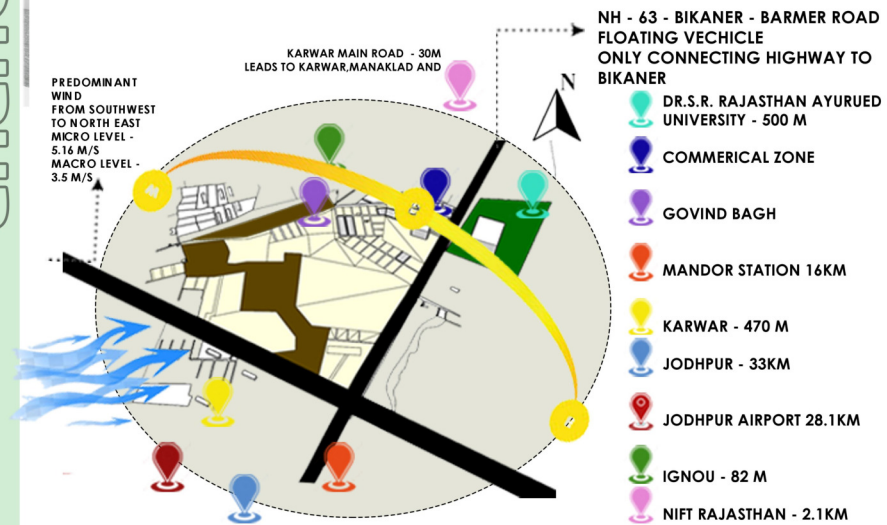 NH - 63 - BIKANER - BARMER ROAD
FLOATING VECHICLE
ONLY CONNECTING HIGHWAY TO
BIKANER
KARWAR MAIN ROAD - 30M
LEADS TO KARWAR,MANAKLAD AND
PREDOMINANT
WIND
FROM SOUTHWEST
TO NORTH EAST
MICRO LEVEL -
5.16 M/S
MACRO LEVEL -
3.5 M/S
N
DR.S.R. RAJASTHAN AYURUED
UNIVERSITY - 500 M
COMMERICAL ZONE
GOVIND BAGH
MANDOR STATION 16KM
KARWAR - 470 M
JODHPUR - 33KM
JODHPUR AIRPORT 28.1KM
IGNOU - 82 M
NIFT RAJASTHAN - 2.1KM